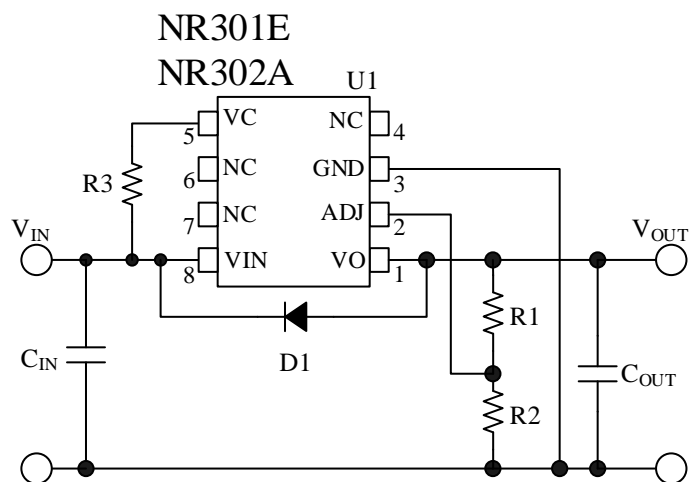 NR301E
NR302A
U1
VC
NC
5
4
NC
GND
R3
6
3
NC
ADJ
7
2
VIN
VIN
VO
VOUT
8
1
R1
D1
CIN
COUT
R2